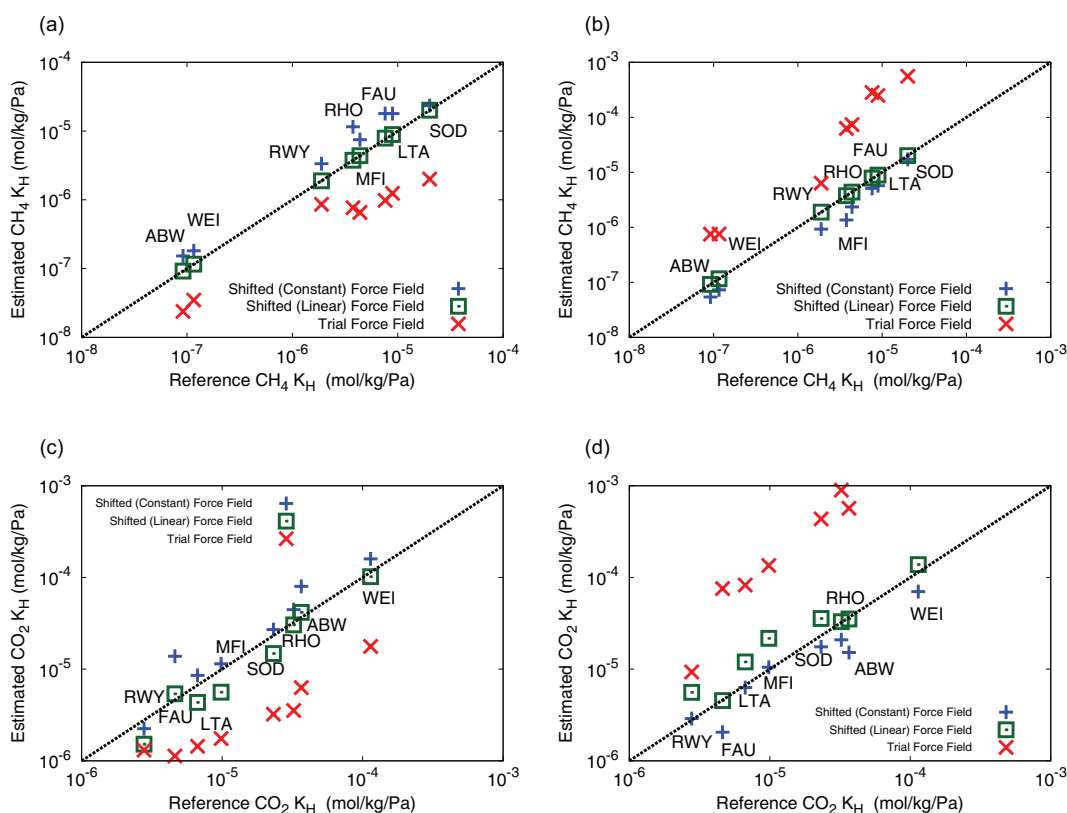 (a)
Estimated CH₄ K_H (mol/kg/Pa)
10⁻⁴
10⁻⁵
10⁻⁶
10⁻⁷
10⁻⁸
FAU
RHO
SOD
RWY
LTA
MFI
WEI
ABW
Shifted (Constant) Force Field
Shifted (Linear) Force Field
Trial Force Field
10⁻⁸ 10⁻⁷ 10⁻⁶ 10⁻⁵ 10⁻⁴
Reference CH₄ K_H (mol/kg/Pa)
(b)
Estimated CH₄ K_H (mol/kg/Pa)
10⁻³
10⁻⁴
10⁻⁵
10⁻⁶
10⁻⁷
10⁻⁸
FAU
RHO
SOD
RWY
LTA
MFI
WEI
ABW
Shifted (Constant) Force Field
Shifted (Linear) Force Field
Trial Force Field
10⁻⁸ 10⁻⁷ 10⁻⁶ 10⁻⁵ 10⁻⁴ 10⁻³
Reference CH₄ K_H (mol/kg/Pa)
(c)
Estimated CO₂ K_H (mol/kg/Pa)
10⁻³
10⁻⁴
10⁻⁵
10⁻⁶
Shifted (Constant) Force Field
Shifted (Linear) Force Field
Trial Force Field
WEI
ABW
RHO
MFI
SOD
RWY
FAU
LTA
10⁻⁶ 10⁻⁵ 10⁻⁴ 10⁻³
Reference CO₂ K_H (mol/kg/Pa)
(d)
Estimated CO₂ K_H (mol/kg/Pa)
10⁻³
10⁻⁴
10⁻⁵
10⁻⁶
RHO
WEI
SOD
ABW
MFI
LTA
RWY
FAU
Shifted (Constant) Force Field
Shifted (Linear) Force Field
Trial Force Field
10⁻⁶ 10⁻⁵ 10⁻⁴ 10⁻³
Reference CO₂ K_H (mol/kg/Pa)